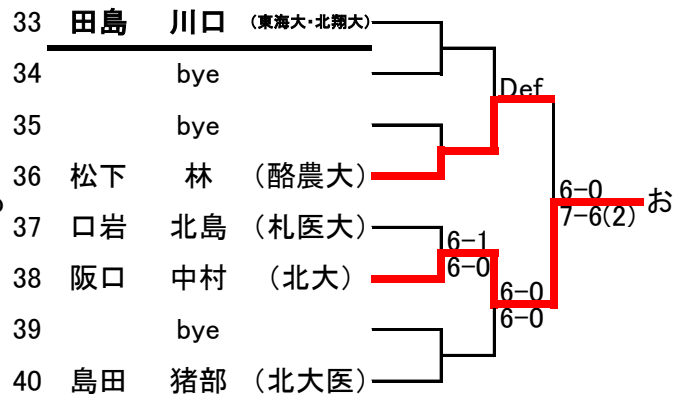 33 田島 川口 (東海大・北翔大)
34 bye
Def
35 bye
36 松下 林 (酪農大)
6-0
7-6(2) お
37 口岩 北島 (札医大)
6-1
6-0
38 阪口 中村 (北大)
6-0
6-0
39 bye
40 島田 猪部 (北大医)